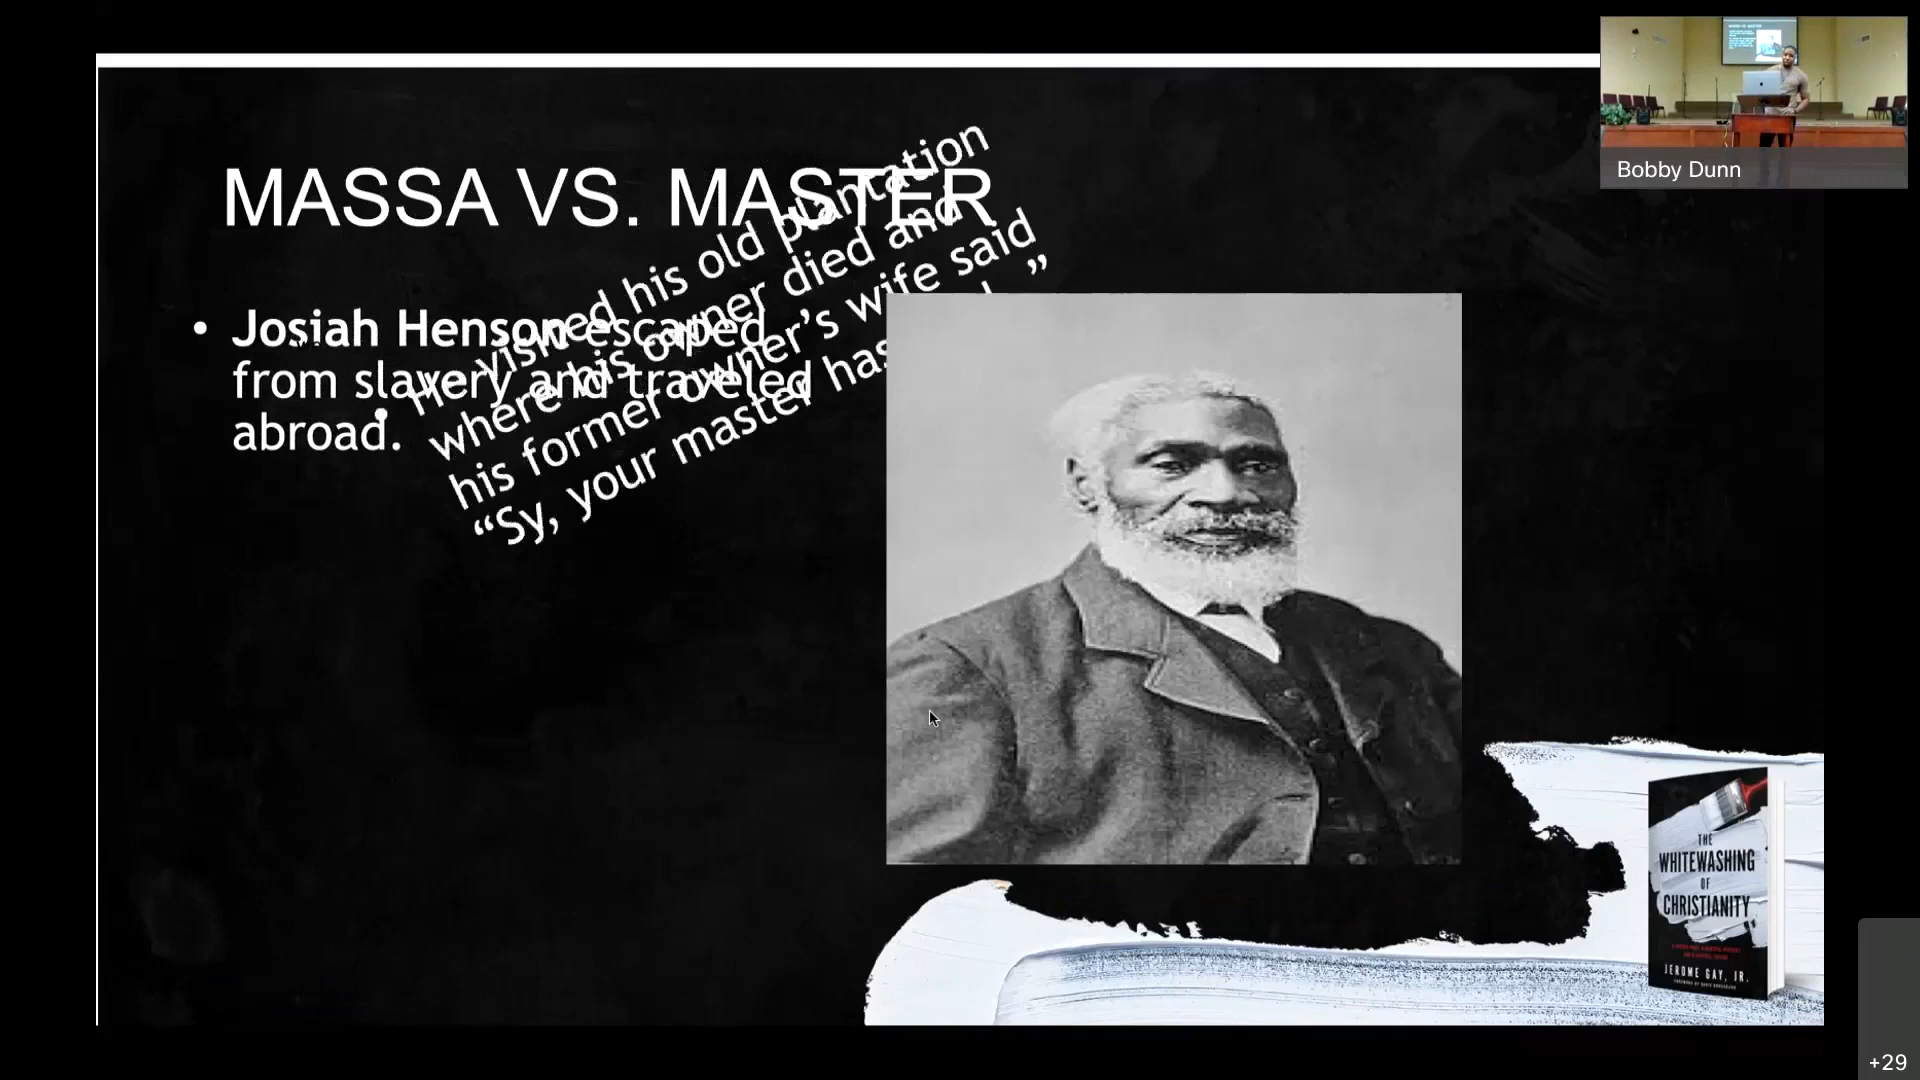 MASSA VS. MASTER
• Josiah Henson escaped
from slavery and traveled
abroad.
• He visited his old plantation
where his owner died and
his former owner's wife said
“Sy, your master has
”
Bobby Dunn
THE
WHITEWASHING
OF
CHRISTIANITY
JEROME GAY, JR.
+29